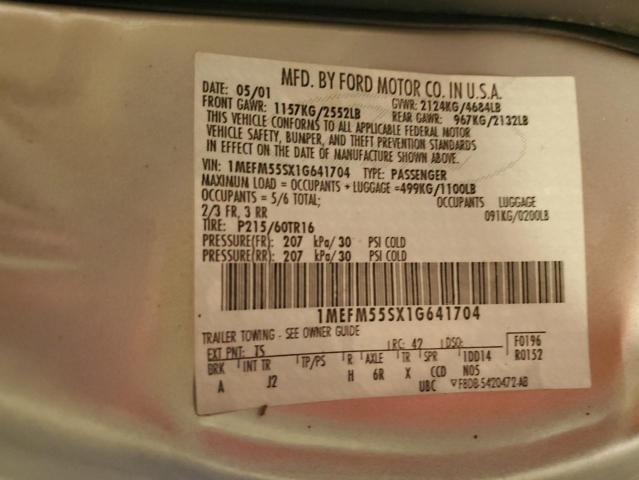 MFD. BY FORD MOTOR CO. IN U.S.A.
DATE: 05/01 GVWR: 2124KG/4684LB
FRONT GAWR: 1157KG/2552LB REAR GAWR: 967KG/2132LB
THIS VEHICLE CONFORMS TO ALL APPLICABLE FEDERAL MOTOR
VEHICLE SAFETY, BUMPER, AND THEFT PREVENTION STANDARDS
IN EFFECT ON THE DATE OF MANUFACTURE SHOWN ABOVE.
VIN: 1MEFM55SX1G641704 TYPE: PASSENGER
MAXIMUM LOAD = OCCUPANTS + LUGGAGE =499KG/1100LB
OCCUPANTS = 5/6 TOTAL; OCCUPANTS LUGGAGE
2/3 FR, 3 RR 091KG/0200LB
TIRE: P215/60TR16
PRESSURE(FR): 207 kPa/30 PSI COLD
PRESSURE(RR): 207 kPa/30 PSI COLD
1MEFM55SX1G641704
TRAILER TOWING - SEE OWNER GUIDE
EXT PNT: TS RC: 42 DSO: F0196
BRK INT TR TP/PS R AXLE TR SPR 1DD14 R0152
A J2 H 6R X CCD N05
UBC F8DB-5420472-AB